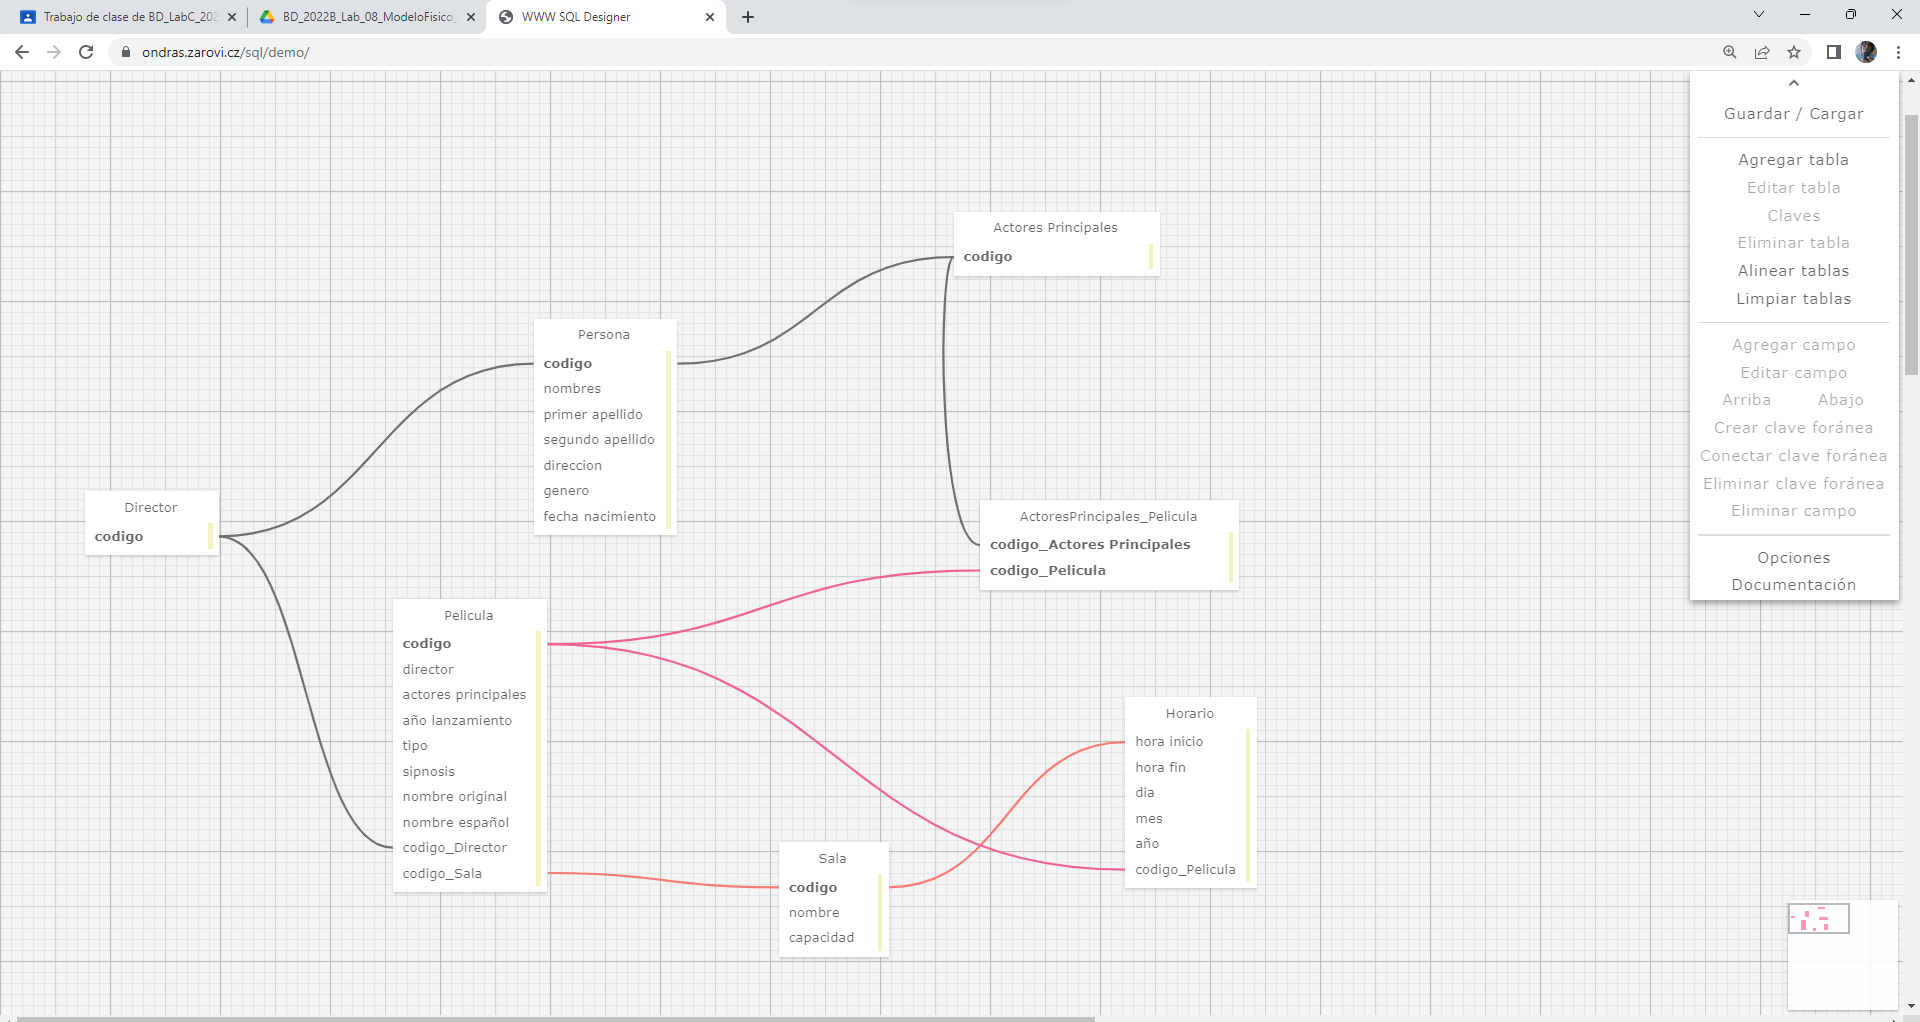 Trabajo de clase de BD_LabC_202
BD_2022B_Lab_08_ModeloFisico_
WWW SQL Designer
ondras.zarovi.cz/sql/demo/
Guardar / Cargar
Agregar tabla
Editar tabla
Claves
Eliminar tabla
Alinear tablas
Limpiar tablas
Agregar campo
Editar campo
Arriba Abajo
Crear clave foránea
Conectar clave foránea
Eliminar clave foránea
Eliminar campo
Opciones
Documentación
Actores Principales
codigo
Persona
codigo
nombres
primer apellido
segundo apellido
direccion
genero
fecha nacimiento
Director
codigo
ActoresPrincipales_Pelicula
codigo_Actores Principales
codigo_Pelicula
Pelicula
codigo
director
actores principales
año lanzamiento
tipo
sipnosis
nombre original
nombre español
codigo_Director
codigo_Sala
Horario
hora inicio
hora fin
dia
mes
año
codigo_Pelicula
Sala
codigo
nombre
capacidad